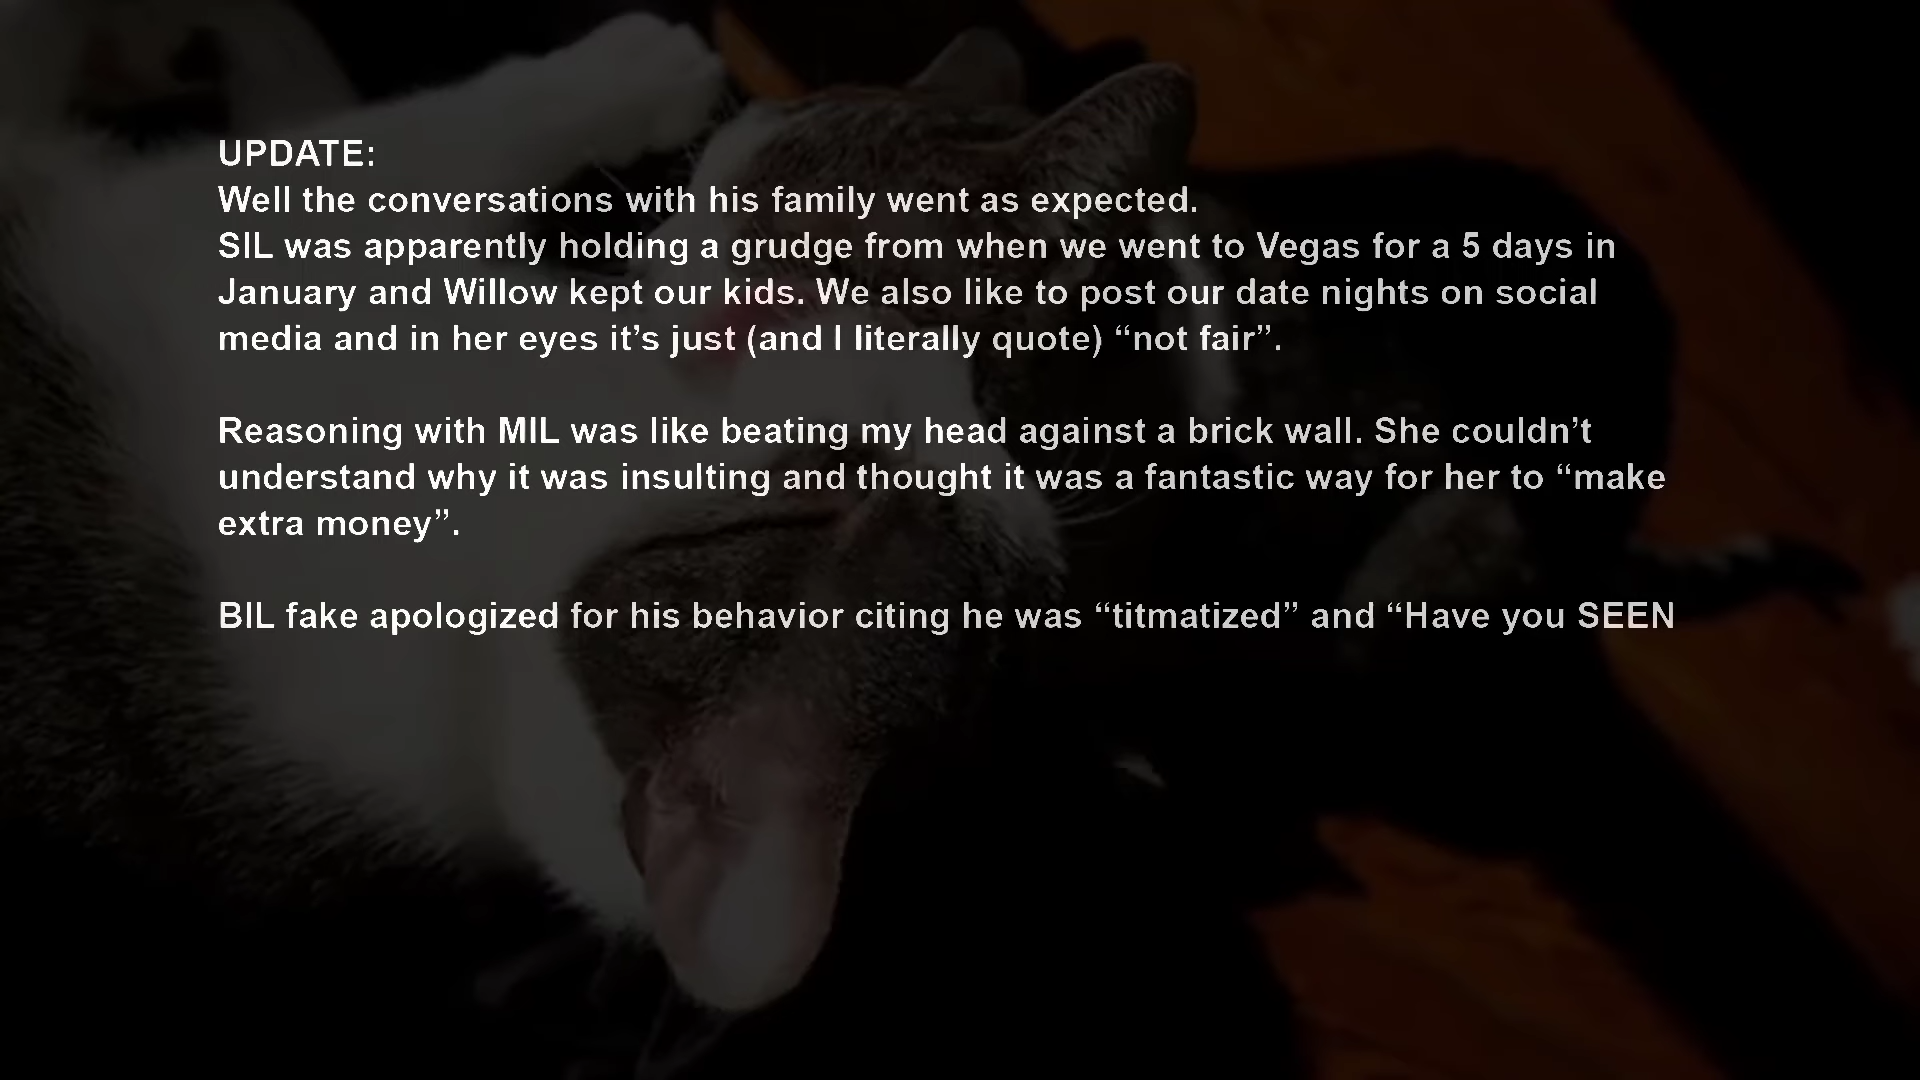 UPDATE:
Well the conversations with his family went as expected.
SIL was apparently holding a grudge from when we went to Vegas for a 5 days in
January and Willow kept our kids. We also like to post our date nights on social
media and in her eyes it’s just (and I literally quote) “not fair”.
Reasoning with MIL was like beating my head against a brick wall. She couldn’t
understand why it was insulting and thought it was a fantastic way for her to “make
extra money”.
BIL fake apologized for his behavior citing he was “titmatized” and “Have you SEEN